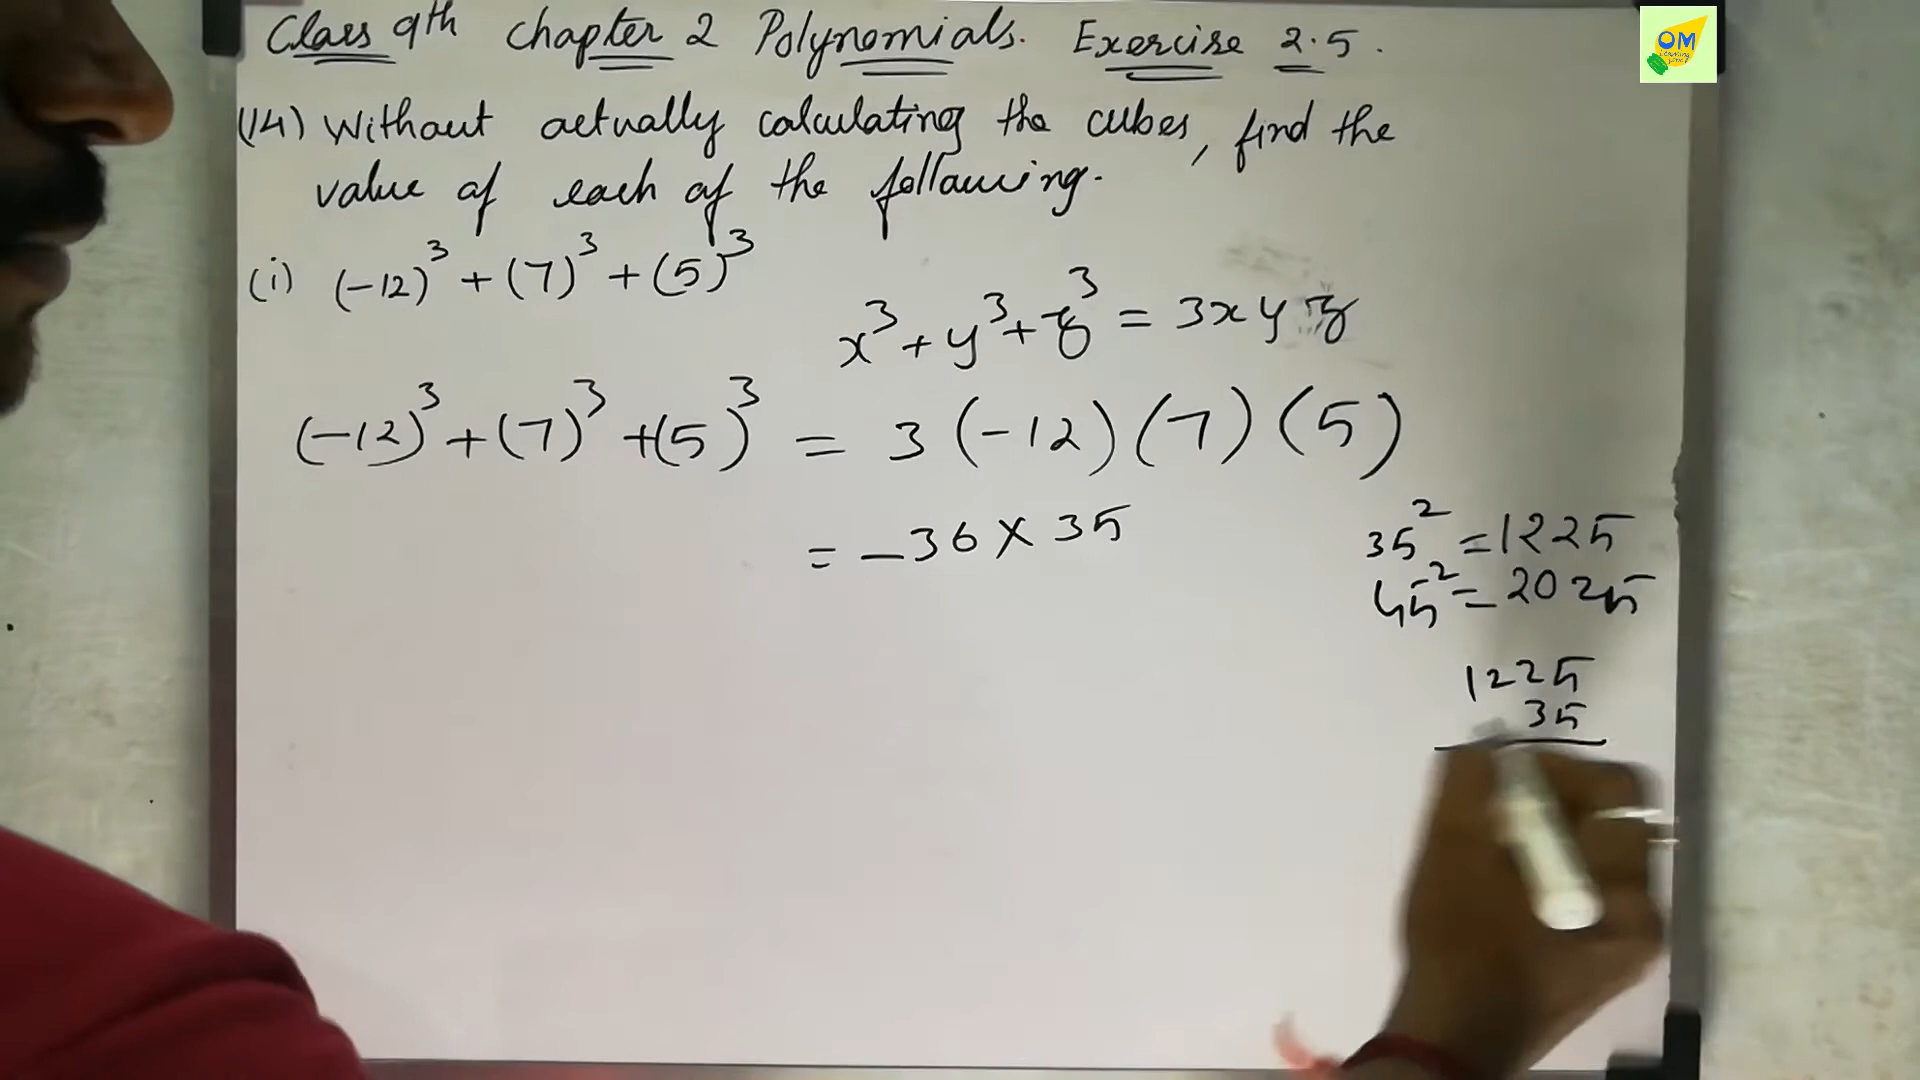 Class 9th Chapter 2 Polynomials. Exercise 2.5.
OM
(14) Without actually calculating the cubes, find the
value of each of the following.
(i) (-12)³ + (7)³ + (5)³
x³ + y³ + z³ = 3xyz
(-12)³ + (7)³ + (5)³ = 3 (-12) (7) (5)
= -36 × 35
35² = 1225
45² = 2025
1225
35